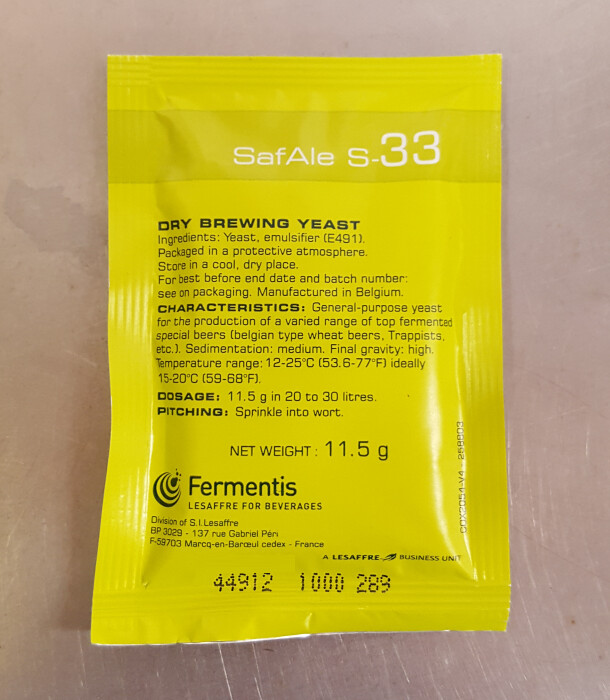 SafAle S-33
DRY BREWING YEAST
Ingredients: Yeast, emulsifier (E491).
Packaged in a protective atmosphere.
Store in a cool, dry place.
For best before end date and batch number:
see on packaging. Manufactured in Belgium.
CHARACTERISTICS: General-purpose yeast
for the production of a varied range of top fermented
special beers (belgian type wheat beers, Trappists,
etc.). Sedimentation: medium. Final gravity: high.
Temperature range: 12-25°C (53.6-77°F) ideally
15-20°C (59-68°F).
DOSAGE: 11.5 g in 20 to 30 litres.
PITCHING: Sprinkle into wort.
NET WEIGHT : 11.5 g
Fermentis
LESAFFRE FOR BEVERAGES
Division of S.I.Lesaffre
BP 3029 - 137 rue Gabriel Péri
F-59703 Marcq-en-Barœul cedex - France
A LESAFFRE BUSINESS UNIT
44912 1000 289